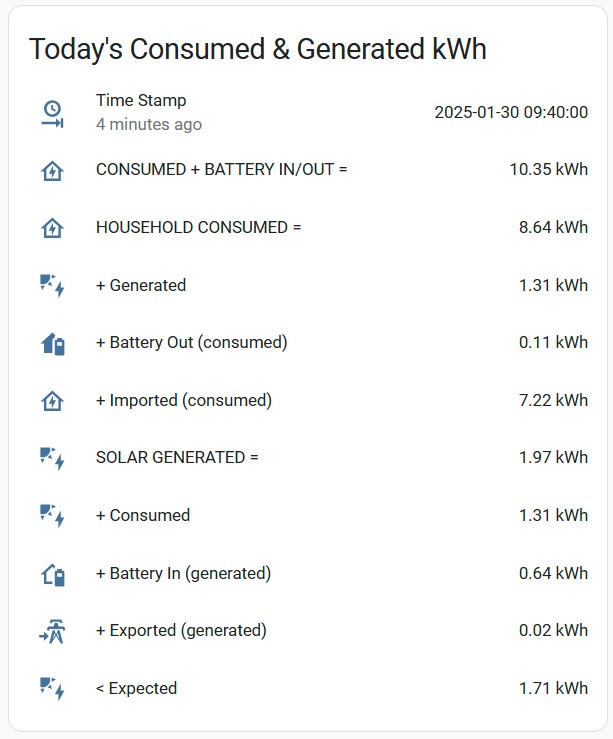 Today's Consumed & Generated kWh
Time Stamp
4 minutes ago
2025-01-30 09:40:00
CONSUMED + BATTERY IN/OUT = 10.35 kWh
HOUSEHOLD CONSUMED = 8.64 kWh
+ Generated 1.31 kWh
+ Battery Out (consumed) 0.11 kWh
+ Imported (consumed) 7.22 kWh
SOLAR GENERATED = 1.97 kWh
+ Consumed 1.31 kWh
+ Battery In (generated) 0.64 kWh
+ Exported (generated) 0.02 kWh
< Expected 1.71 kWh